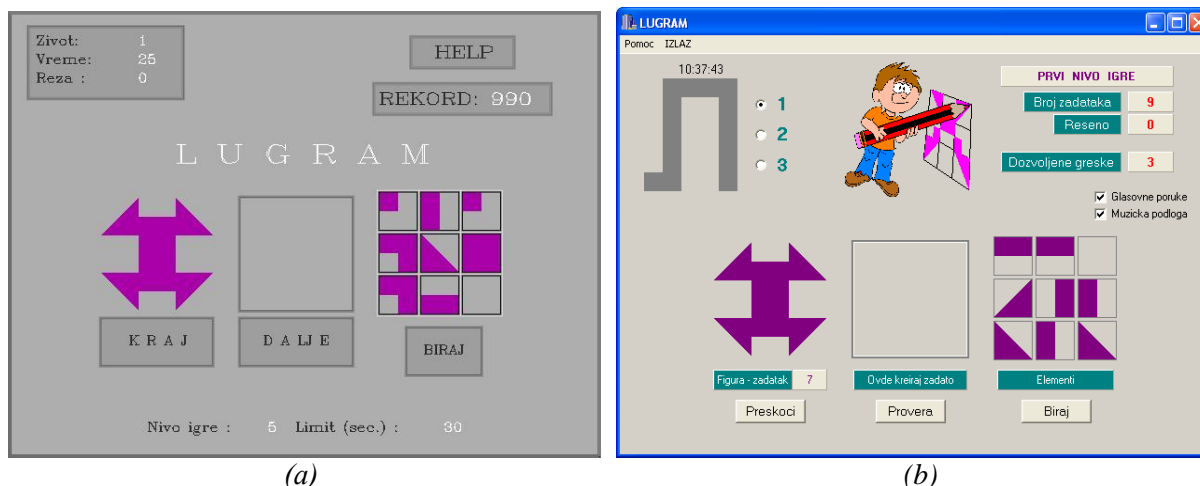 Zivot: 1
Vreme: 25
Reza : 0
HELP
REKORD: 990
L U G R A M
K R A J
D A LJ E
BIRAJ
Nivo igre : 5 Limit (sec.) : 30
(a)
LUGRAM
Pomoc IZLAZ
10:37:43
1
2
3
PRVI NIVO IGRE
Broj zadataka 9
Reseno 0
Dozvoljene greske 3
Glasovne poruke
Muzicka podloga
Figura - zadatak 7
Ovde kreiraj zadato
Elementi
Preskoci
Provera
Biraj
(b)